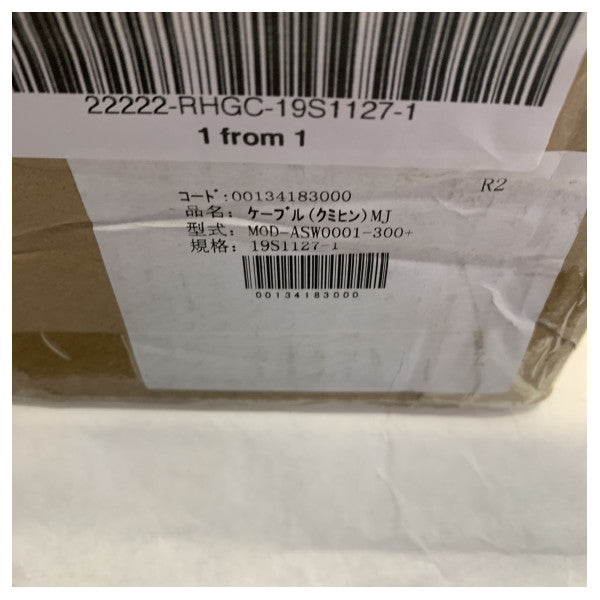 22222-RHGC-19S1127-1
1 from 1
R2
コード:00134183000
品名: ケーブル(クミヒン)MJ
型式: MOD-ASW0001-300+
規格: 19S1127-1
00134183000